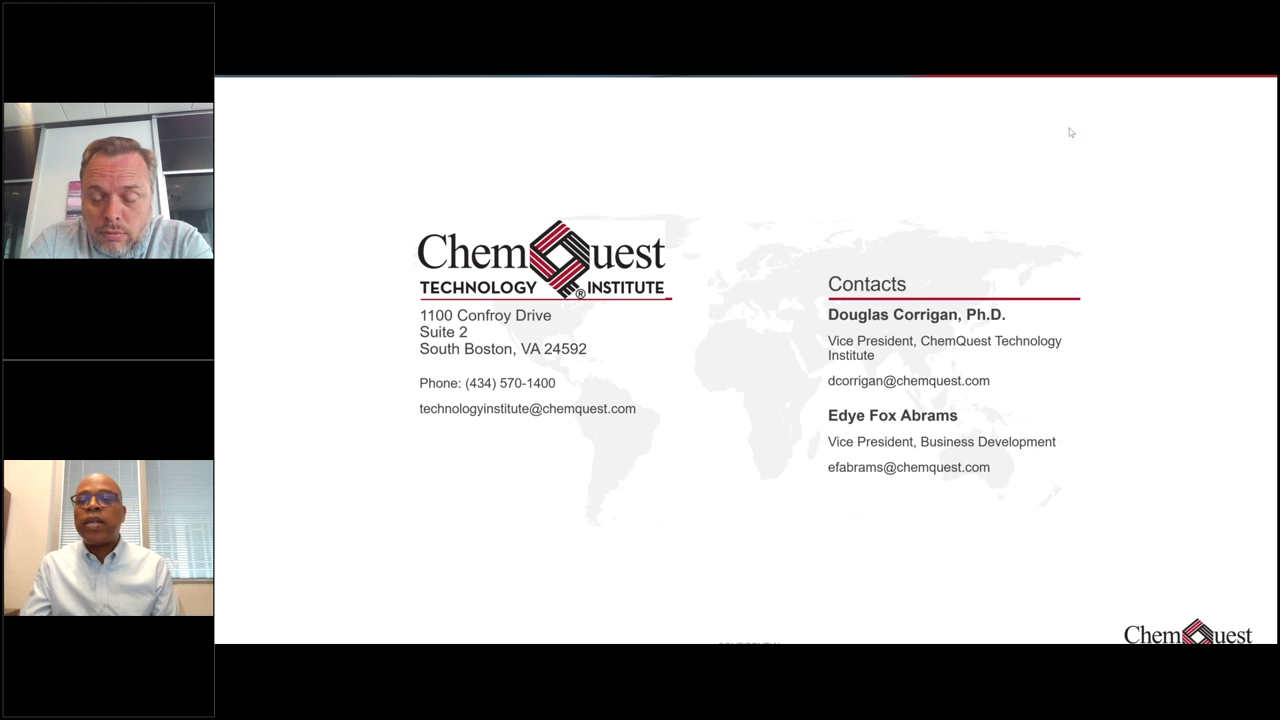 ChemQuest
TECHNOLOGY INSTITUTE
1100 Confroy Drive
Suite 2
South Boston, VA 24592
Phone: (434) 570-1400
technologyinstitute@chemquest.com
Contacts
Douglas Corrigan, Ph.D.
Vice President, ChemQuest Technology
Institute
dcorrigan@chemquest.com
Edye Fox Abrams
Vice President, Business Development
efabrams@chemquest.com
ChemQuest